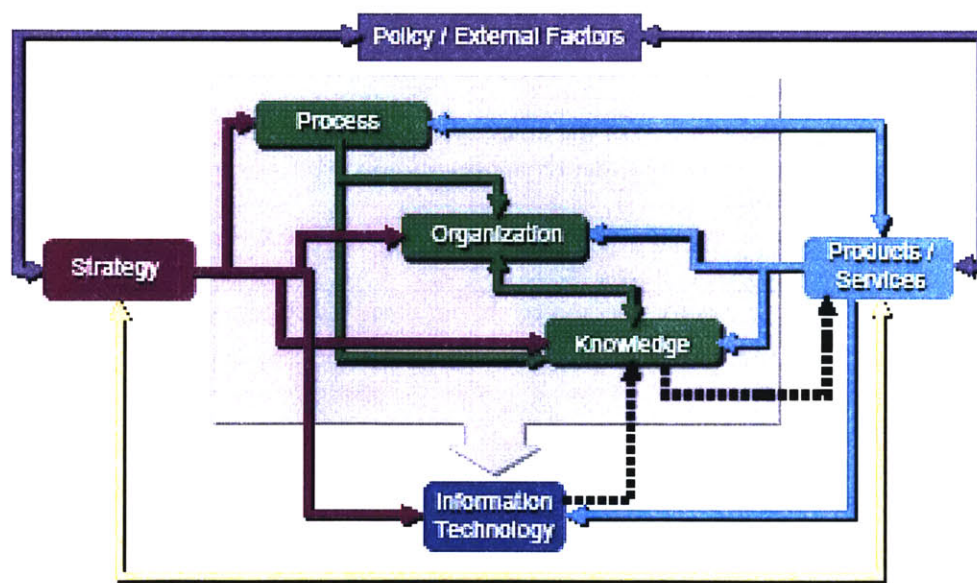 Policy / External Factors
Process
Organization
Strategy
Products /
Services
Knowledge
Information
Technology